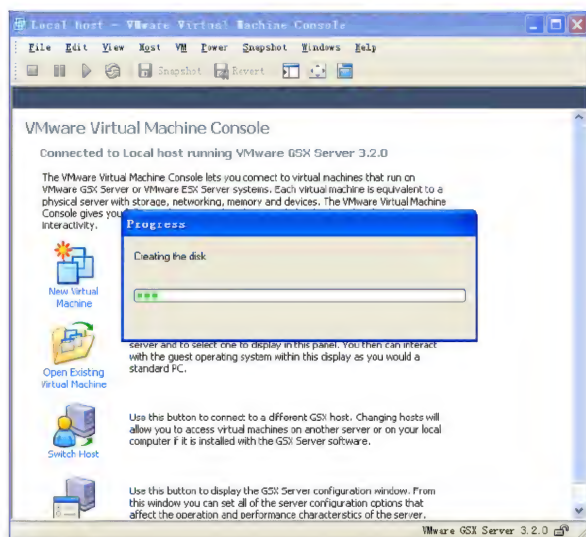 Local host - VMware Virtual Machine Console
File Edit View Host VM Power Snapshot Windows Help
Snapshot Revert
VMware Virtual Machine Console
Connected to Local host running VMware GSX Server 3.2.0
The VMware Virtual Machine Console lets you connect to virtual machines that run on
VMware GSX Server or VMware ESX Server systems. Each virtual machine is equivalent to a
physical server with storage, networking, memory and devices. The VMware Virtual Machine
Console gives you
interactivity.
Progress
Creating the disk
New Virtual
Machine
server and to select one to display in this panel. You then can interact
with the guest operating system within this display as you would a
standard PC.
Open Existing
Virtual Machine
Use this button to connect to a different GSX host. Changing hosts will
allow you to access virtual machines on another server or on your local
computer if it is installed with the GSX Server software.
Switch Host
Use this button to display the GSX Server configuration window. From
this window you can set all of the server configuration options that
affect the operation and performance characteristics of the server.
VMware GSX Server 3.2.0